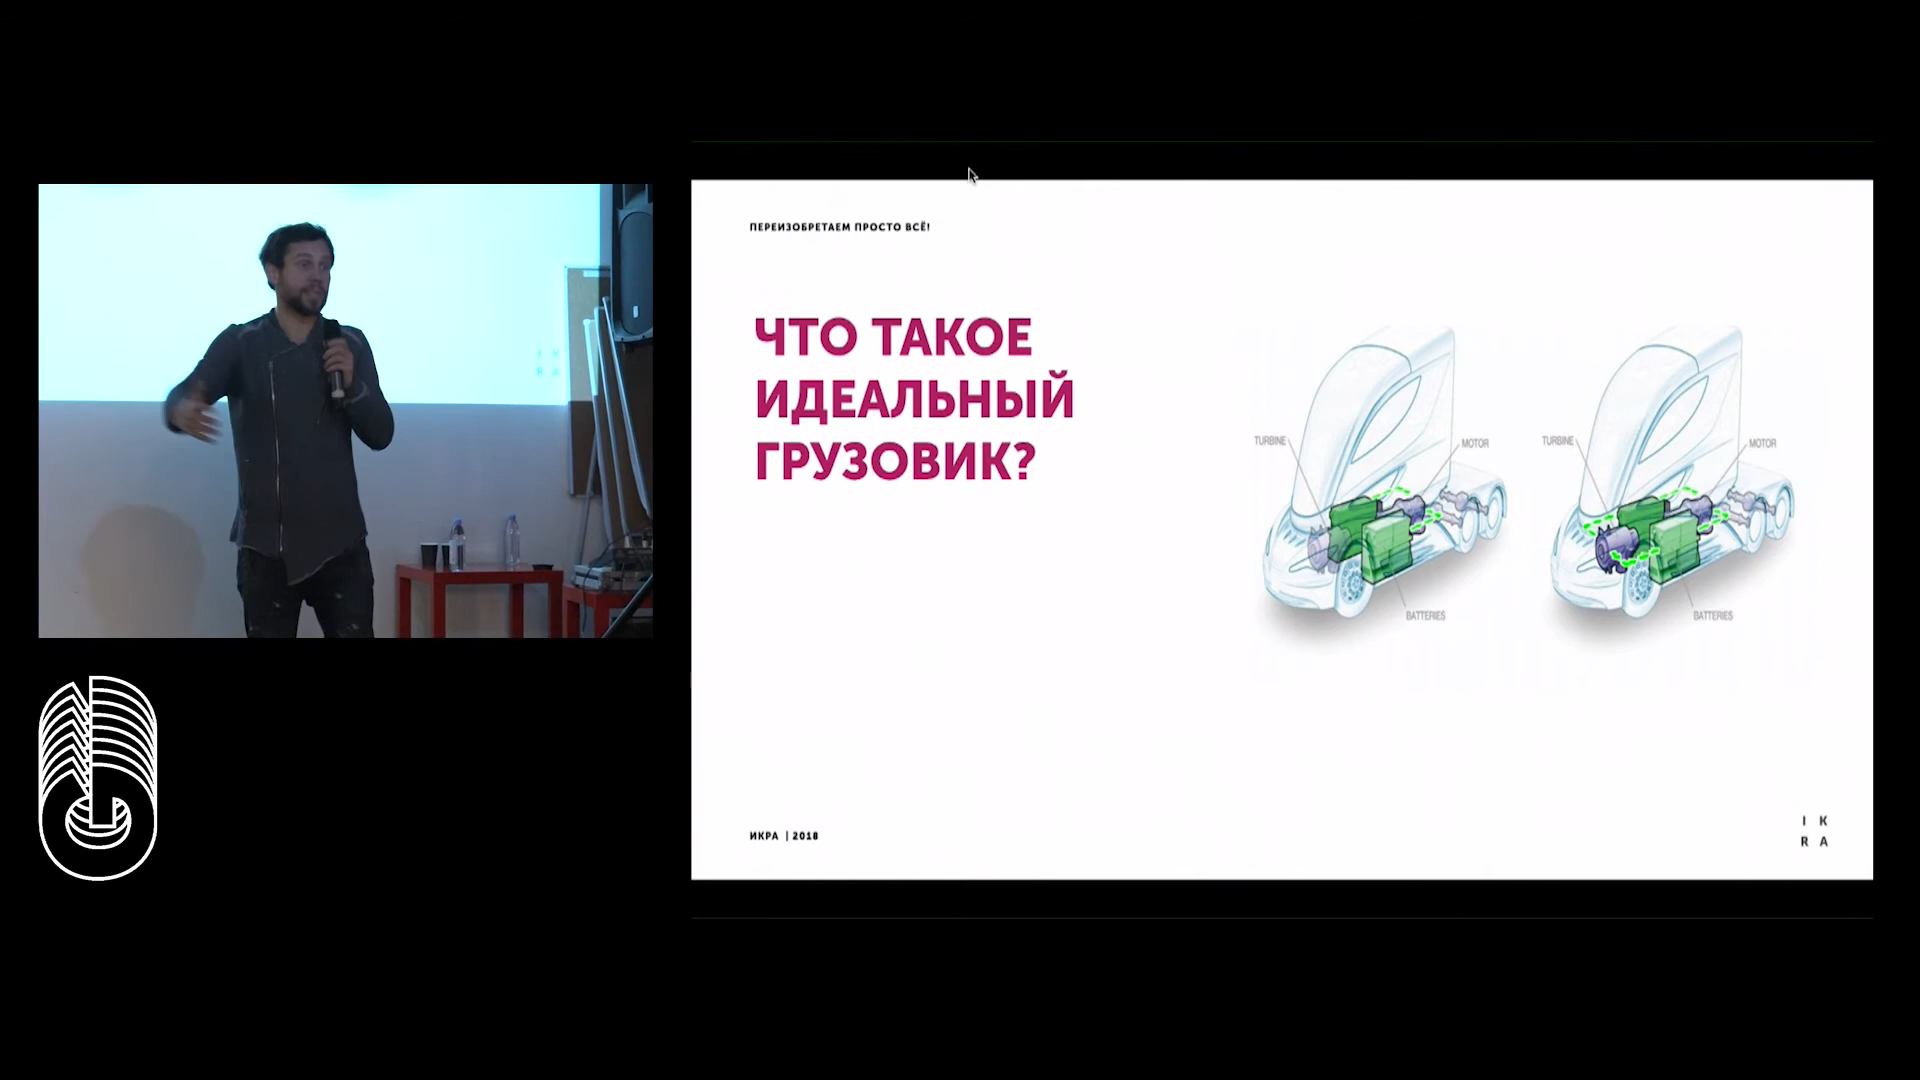 ПЕРЕИЗОБРЕТАЕМ ПРОСТО ВСЁ!
ЧТО ТАКОЕ
ИДЕАЛЬНЫЙ
ГРУЗОВИК?
TURBINE
MOTOR
BATTERIES
TURBINE
MOTOR
BATTERIES
ИКРА | 2018
I K
R A